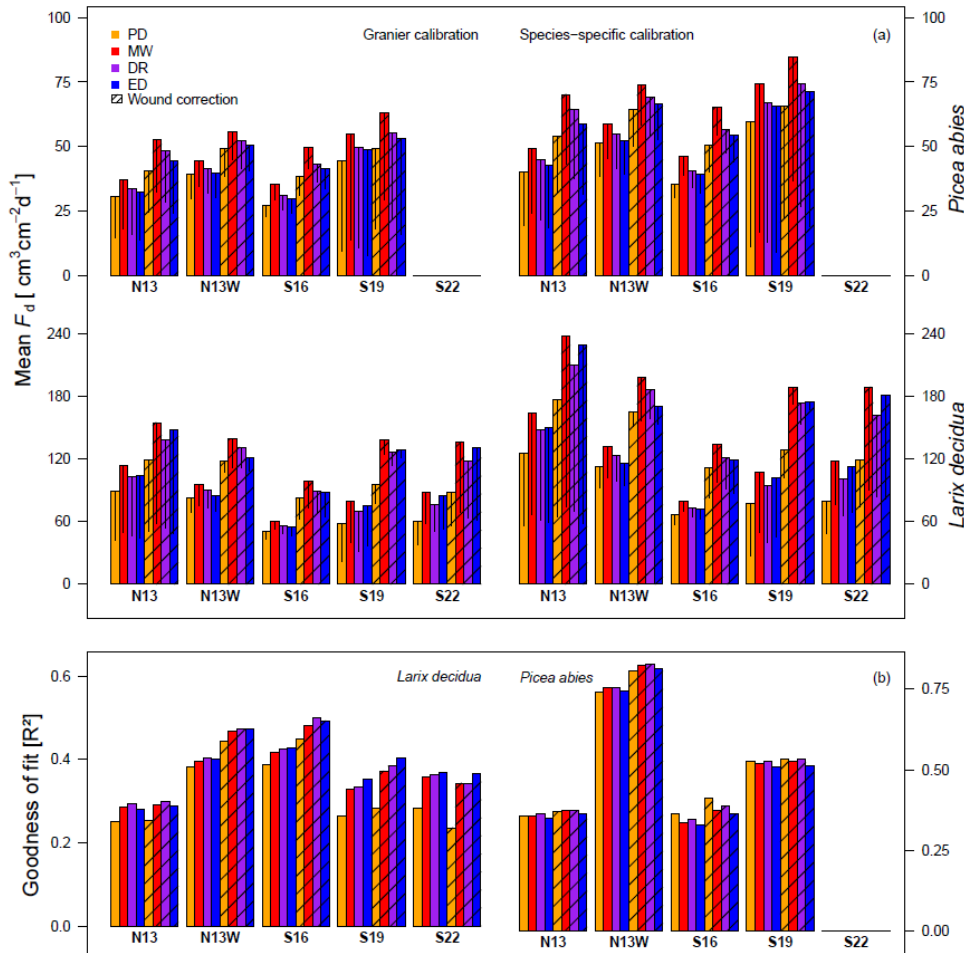 100
75
50
25
0
PD
MW
DR
ED
Wound correction
Granier calibration
Species−specific calibration
(a)
100
75
50
25
0
Picea abies
N13 N13W S16 S19 S22
N13 N13W S16 S19 S22
Mean Fd [ cm³cm−²d−¹]
240
180
120
60
0
240
180
120
60
0
Larix decidua
N13 N13W S16 S19 S22
N13 N13W S16 S19 S22
Goodness of fit [R²]
0.6
0.4
0.2
0.0
Larix decidua
Picea abies
(b)
0.75
0.50
0.25
0.00
N13 N13W S16 S19 S22
N13 N13W S16 S19 S22